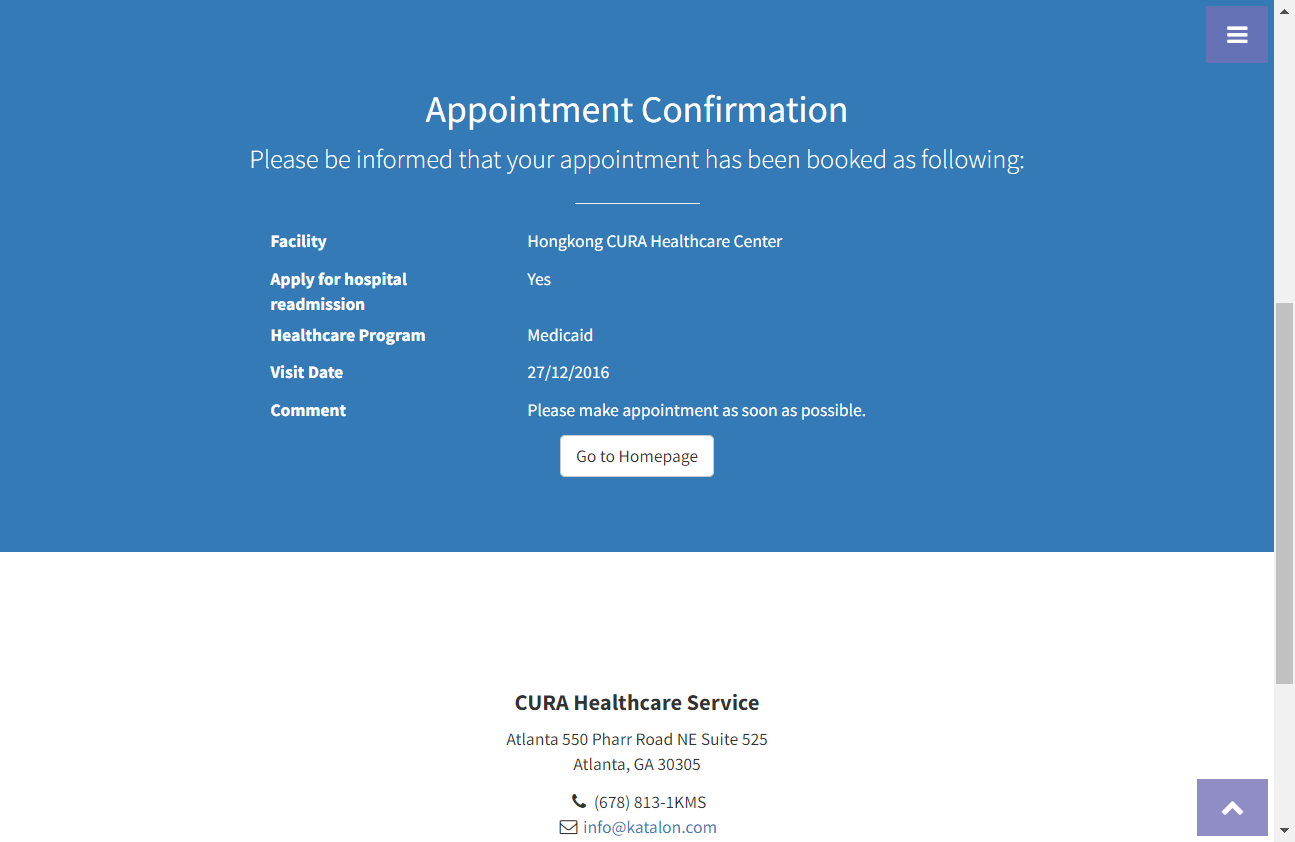 Appointment Confirmation
Please be informed that your appointment has been booked as following:
Facility Hongkong CURA Healthcare Center
Apply for hospital Yes
readmission
Healthcare Program Medicaid
Visit Date 27/12/2016
Comment Please make appointment as soon as possible.
Go to Homepage
CURA Healthcare Service
Atlanta 550 Pharr Road NE Suite 525
Atlanta, GA 30305
(678) 813-1KMS
info@katalon.com